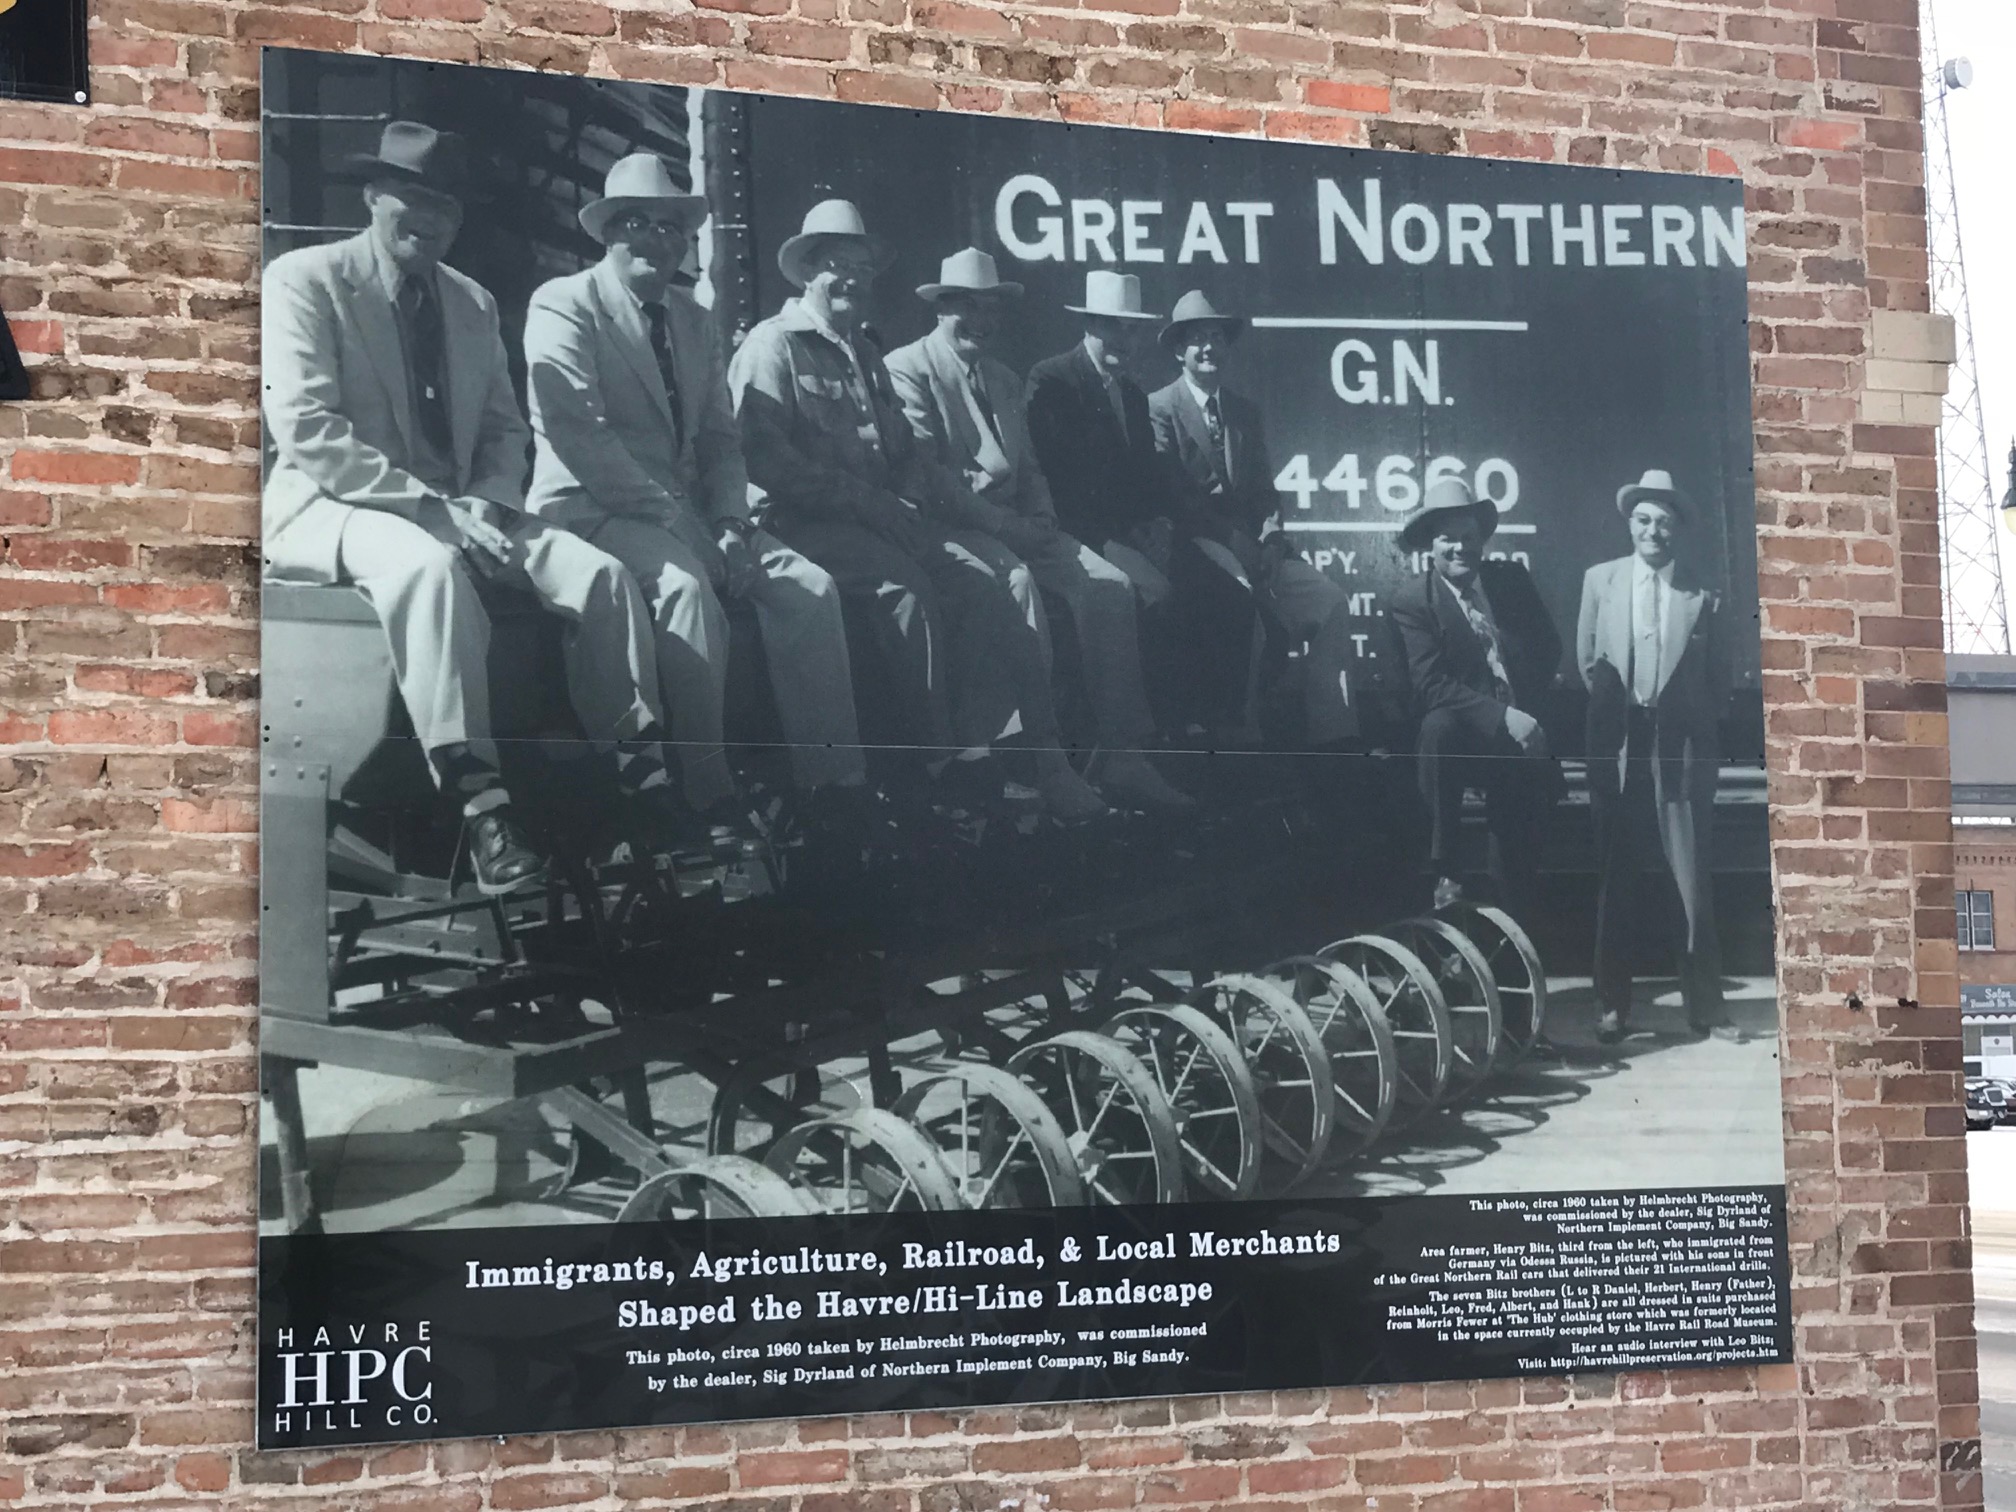 GREAT NORTHERN
G.N.
44660
MT.
T.
Immigrants, Agriculture, Railroad, & Local Merchants
Shaped the Havre/Hi-Line Landscape
This photo, circa 1960 taken by Helmbrecht Photography, was commissioned
by the dealer, Sig Dyrland of Northern Implement Company, Big Sandy.
HAVRE
HPC
HILL CO.
This photo, circa 1960 taken by Helmbrecht Photography,
was commissioned by the dealer, Sig Dyrland of
Northern Implement Company, Big Sandy.
Area farmer, Henry Bitz, third from the left, who immigrated from
Germany via Odessa Russia, is pictured with his sons in front
of the Great Northern Rail cars that delivered their 21 International drills.
The seven Bitz brothers (L to R Daniel, Herbert, Henry (Father),
Reinholt, Leo, Fred, Albert, and Hank) are all dressed in suits purchased
from Morris Fewer at 'The Hub' clothing store which was formerly located
in the space currently occupied by the Havre Rail Road Museum.
Hear an audio interview with Leo Bitz;
Visit: http://havrehillpreservation.org/projects.htm
Salon